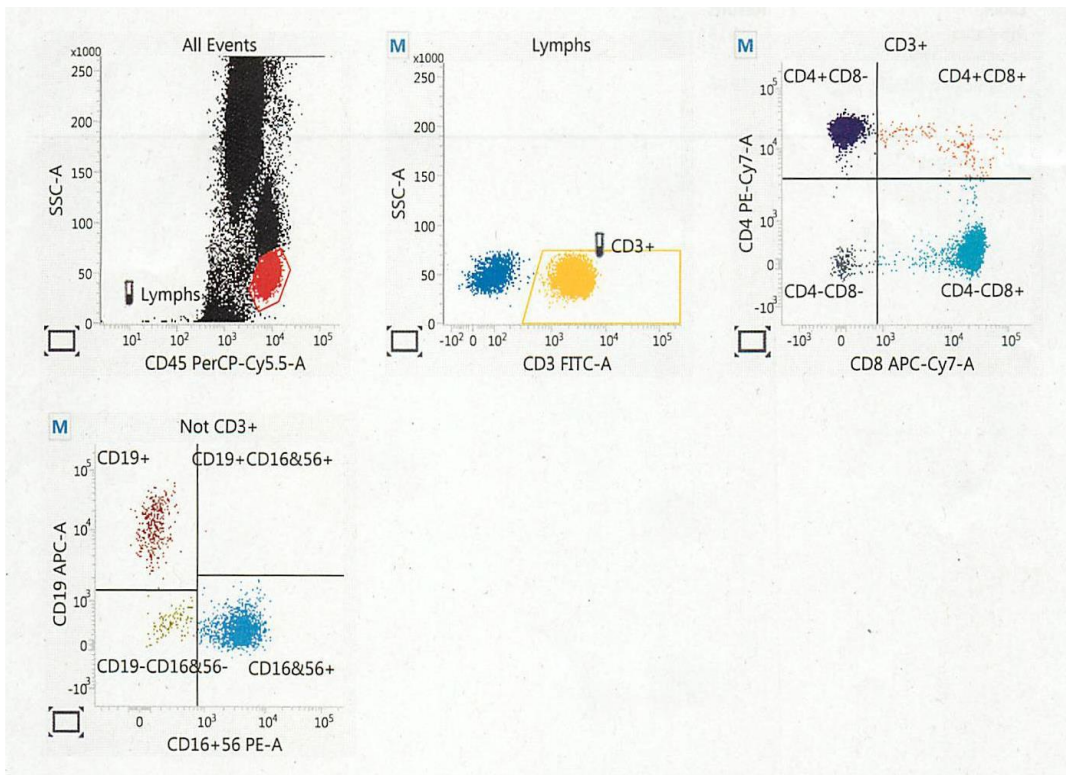 M
All Events
Lymphs
M
CD3+
x1000
250
200
150
100
50
0
SSC-A
Lymphs
10¹ 10² 10³ 10⁴ 10⁵
CD45 PerCP-Cy5.5-A
x1000
250
200
150
100
50
0
SSC-A
CD3+
-10² 0 10² 10³ 10⁴ 10⁵
CD3 FITC-A
CD4+CD8-
CD4+CD8+
10⁵
10⁴
10³
0
-10³
CD4 PE-Cy7-A
CD4-CD8-
CD4-CD8+
-10³ 0 10³ 10⁴ 10⁵
CD8 APC-Cy7-A
M
Not CD3+
CD19+
CD19+CD16&56+
10⁵
10⁴
10³
0
-10³
CD19 APC-A
CD19-CD16&56-
CD16&56+
0 10³ 10⁴ 10⁵
CD16+56 PE-A